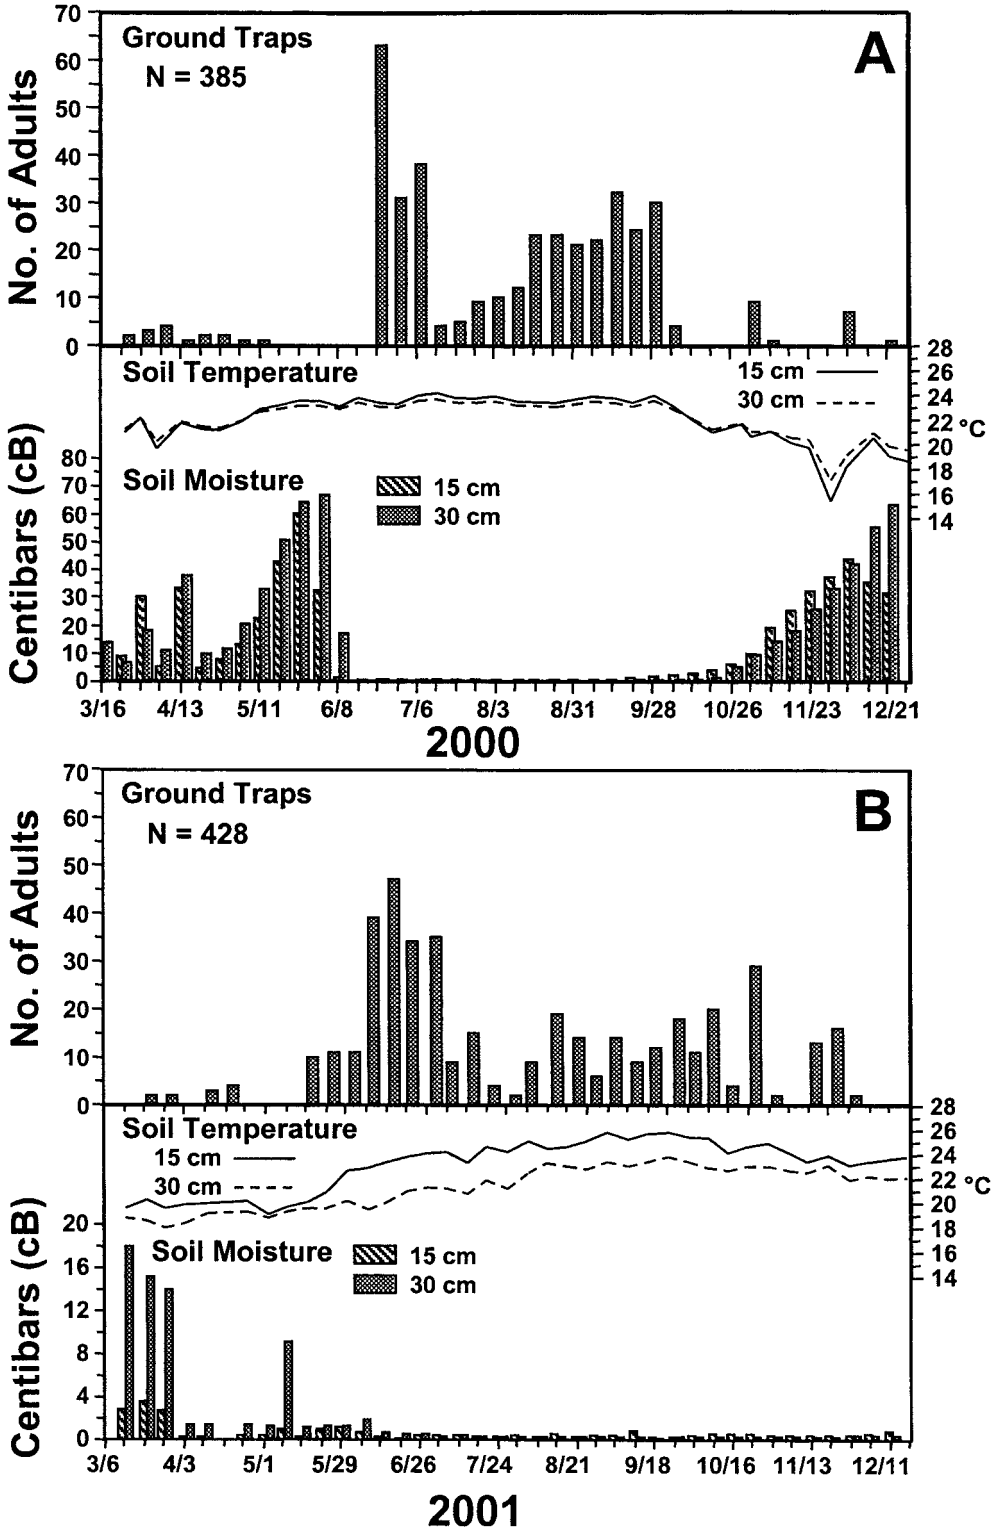 Ground Traps
A
N = 385
No. of Adults
70
60
50
40
30
20
10
0
Soil Temperature
15 cm
30 cm
28
26
24
22
20
18
16
14
°C
Soil Moisture
15 cm
30 cm
Centibars (cB)
80
70
60
50
40
30
20
10
0
3/16 4/13 5/11 6/8 7/6 8/3 8/31 9/28 10/26 11/23 12/21
2000
Ground Traps
B
N = 428
No. of Adults
70
60
50
40
30
20
10
0
Soil Temperature
15 cm
30 cm
28
26
24
22
20
18
16
14
°C
Soil Moisture
15 cm
30 cm
Centibars (cB)
20
16
12
8
4
0
3/6 4/3 5/1 5/29 6/26 7/24 8/21 9/18 10/16 11/13 12/11
2001